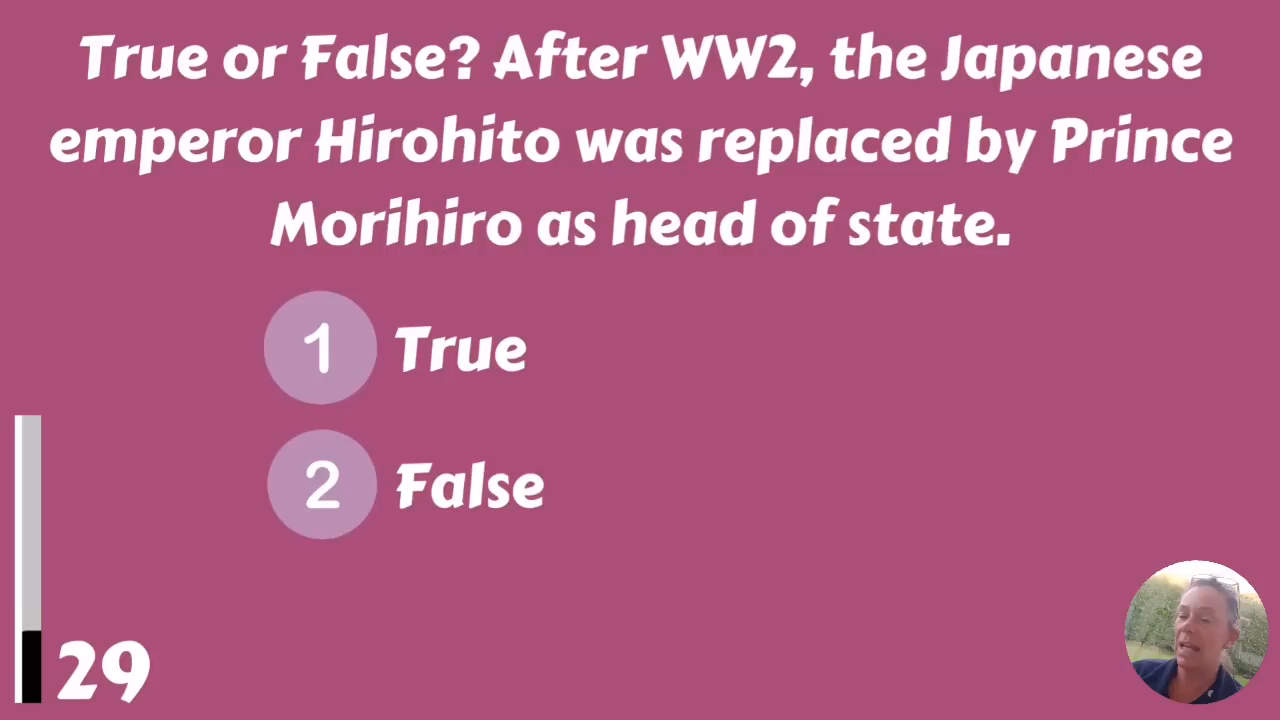 True or False? After WW2, the Japanese
emperor Hirohito was replaced by Prince
Morihiro as head of state.
1 True
2 False
29